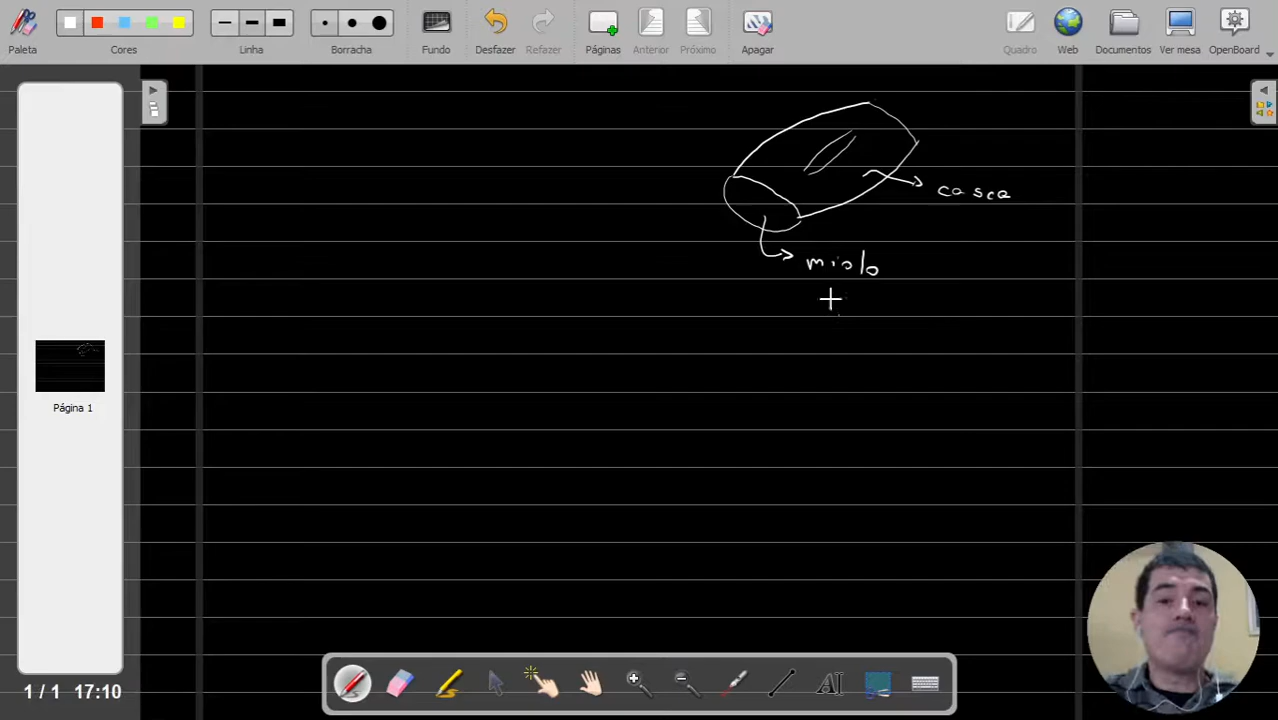 Paleta
Cores
Linha
Borracha
Fundo
Desfazer
Refazer
Páginas
Anterior
Próximo
Apagar
Quadro
Web
Documentos
Ver mesa
OpenBoard
casca
miolo
Página 1
1 / 1 17:10
AI